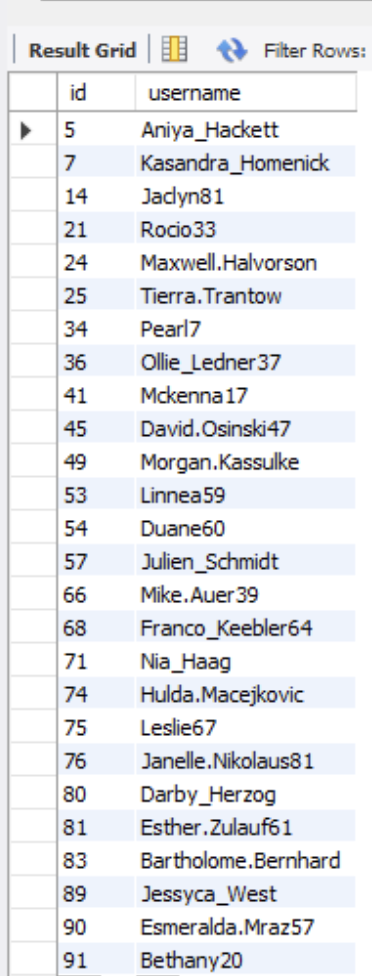 Result Grid Filter Rows:
id username
5 Aniya_Hackett
7 Kasandra_Homenick
14 Jaclyn81
21 Rocio33
24 Maxwell.Halvorson
25 Tierra.Trantow
34 Pearl7
36 Ollie_Ledner37
41 Mckenna17
45 David.Osinski47
49 Morgan.Kassulke
53 Linnea59
54 Duane60
57 Julien_Schmidt
66 Mike.Auer39
68 Franco_Keebler64
71 Nia_Haag
74 Hulda.Macejkovic
75 Leslie67
76 Janelle.Nikolaus81
80 Darby_Herzog
81 Esther.Zulauf61
83 Bartholome.Bernhard
89 Jessyca_West
90 Esmeralda.Mraz57
91 Bethany20